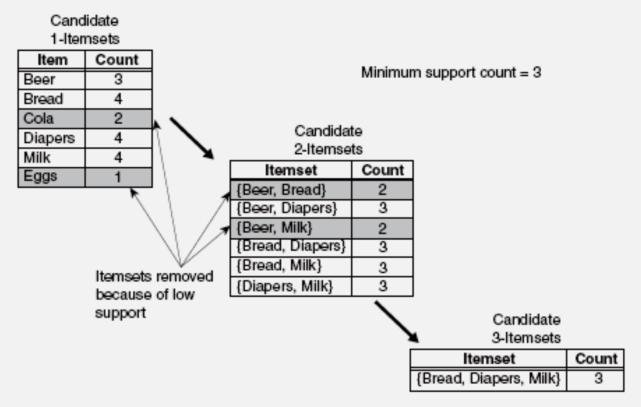 Candidate
1-Itemsets
Item Count
Beer 3
Bread 4
Cola 2
Diapers 4
Milk 4
Eggs 1
Minimum support count = 3
Candidate
2-Itemsets
Itemset Count
{Beer, Bread} 2
{Beer, Diapers} 3
{Beer, Milk} 2
{Bread, Diapers} 3
{Bread, Milk} 3
{Diapers, Milk} 3
Itemsets removed
because of low
support
Candidate
3-Itemsets
Itemset Count
{Bread, Diapers, Milk} 3